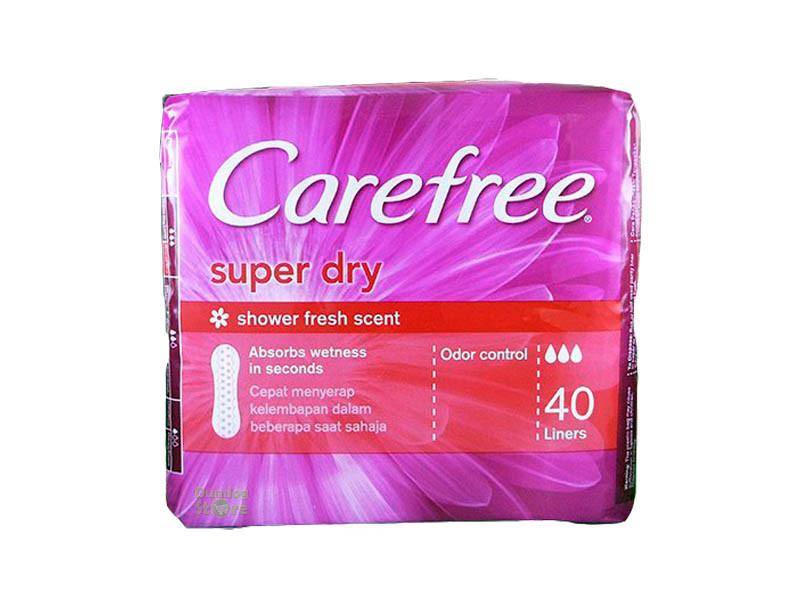 Carefree®
super dry
shower fresh scent
Absorbs wetness
in seconds
Cepat menyerap
kelembapan dalam
beberapa saat sahaja
Odor control
40
Liners
Store